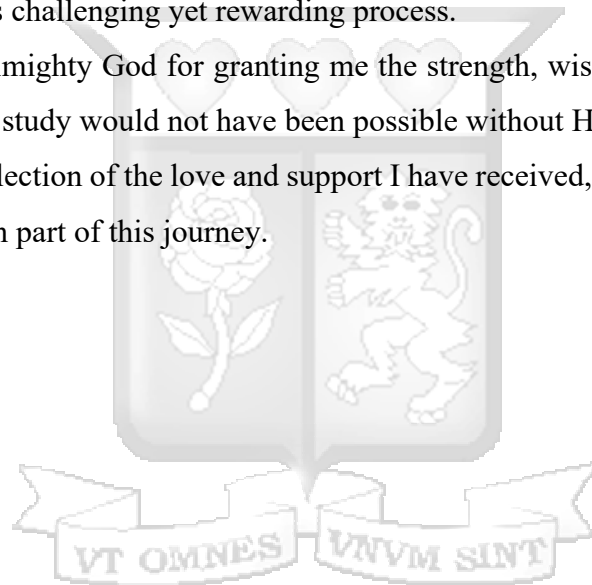 s challenging yet rewarding process.
mighty God for granting me the strength, wis
study would not have been possible without H
lection of the love and support I have received,
n part of this journey.
VT OMNES VNVM SINT